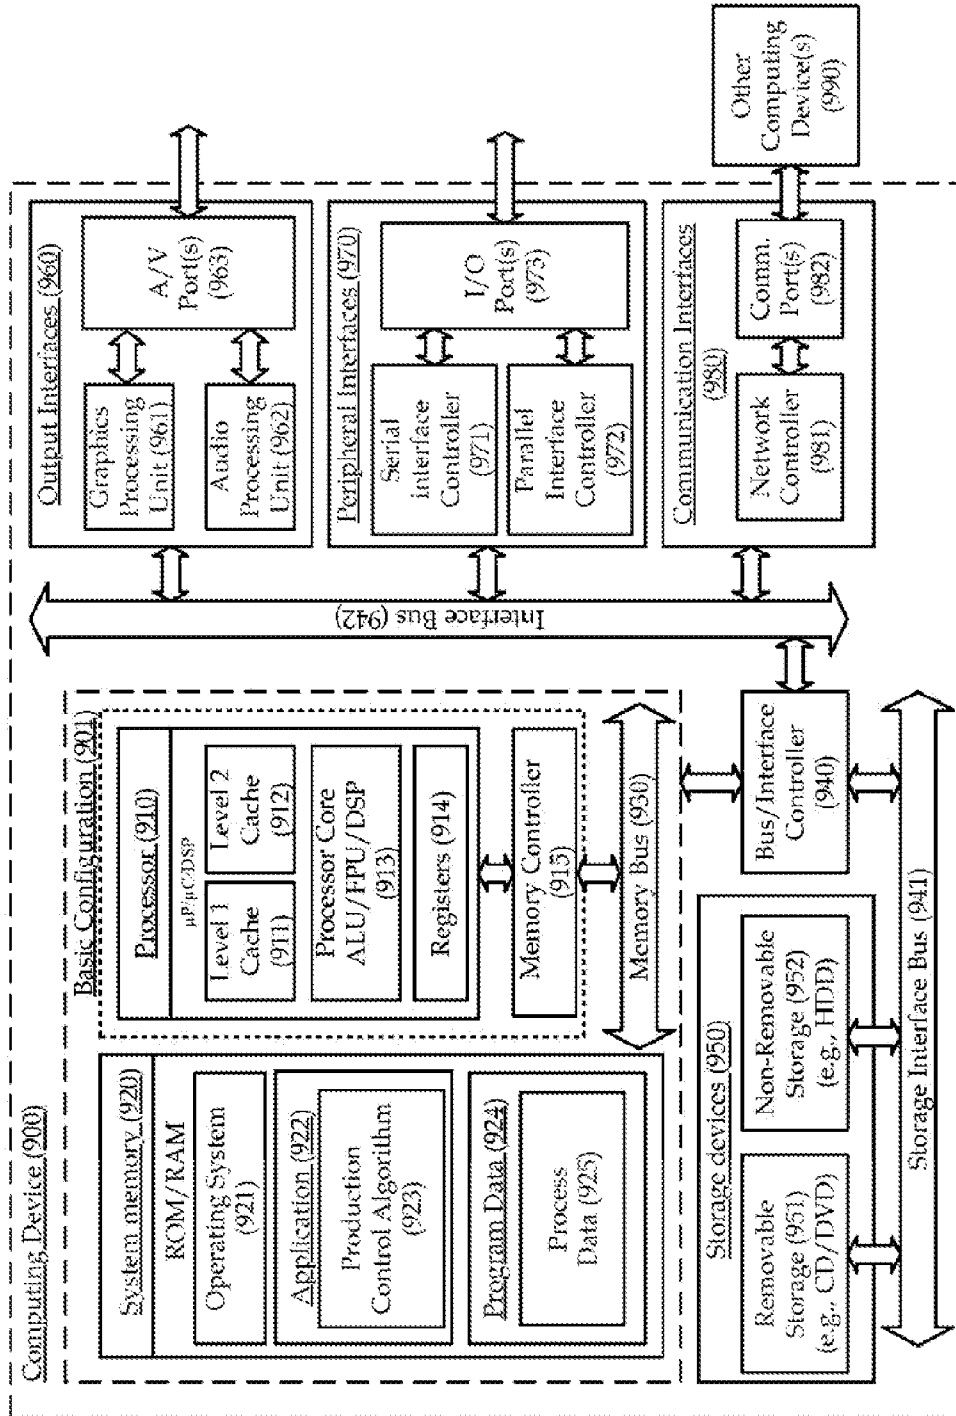 Computing Device (900)
Basic Configuration (901)
System memory (920)
ROM/RAM
Operating System
(921)
Application (922)
Production
Control Algorithm
(923)
Program Data (924)
Process
Data (925)
Processor (910)
µP/µC/DSP
Level 1
Cache
(911)
Level 2
Cache
(912)
Processor Core
ALU/FPU/DSP
(913)
Registers (914)
Memory Controller
(915)
Memory Bus (930)
Storage devices (950)
Removable
Storage (951)
(e.g., CD/DVD)
Non-Removable
Storage (952)
(e.g., HDD)
Bus/Interface
Controller
(940)
Storage Interface Bus (941)
Interface Bus (942)
Output Interfaces (960)
Graphics
Processing
Unit (961)
Audio
Processing
Unit (962)
A/V
Port(s)
(963)
Peripheral Interfaces (970)
Serial
interface
Controller
(971)
Parallel
Interface
Controller
(972)
I/O
Port(s)
(973)
Communication Interfaces
(980)
Network
Controller
(981)
Comm.
Port(s)
(982)
Other
Computing
Device(s)
(990)